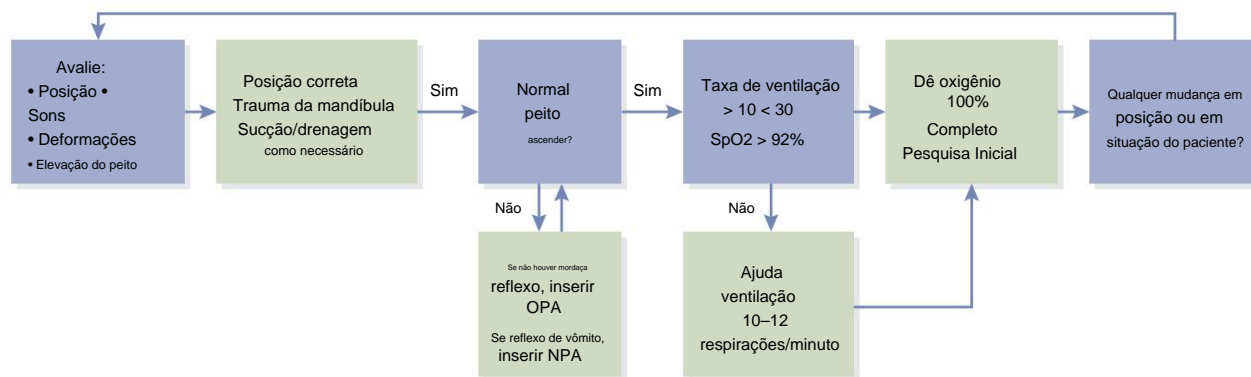 Avalie:
• Posição •
Sons
• Deformações
• Elevação do peito
Posição correta
Trauma da mandíbula
Sucção/drenagem
como necessário
Sim
Normal
peito
ascender?
Sim
Taxa de ventilação
> 10 < 30
SpO2 > 92%
Dê oxigênio
100%
Completo
Pesquisa Inicial
Qualquer mudança em
posição ou em
situação do paciente?
Não
Não
Se não houver mordaça
reflexo, inserir
OPA
Se reflexo de vômito,
inserir NPA
Ajuda
ventilação
10–12
respirações/minuto